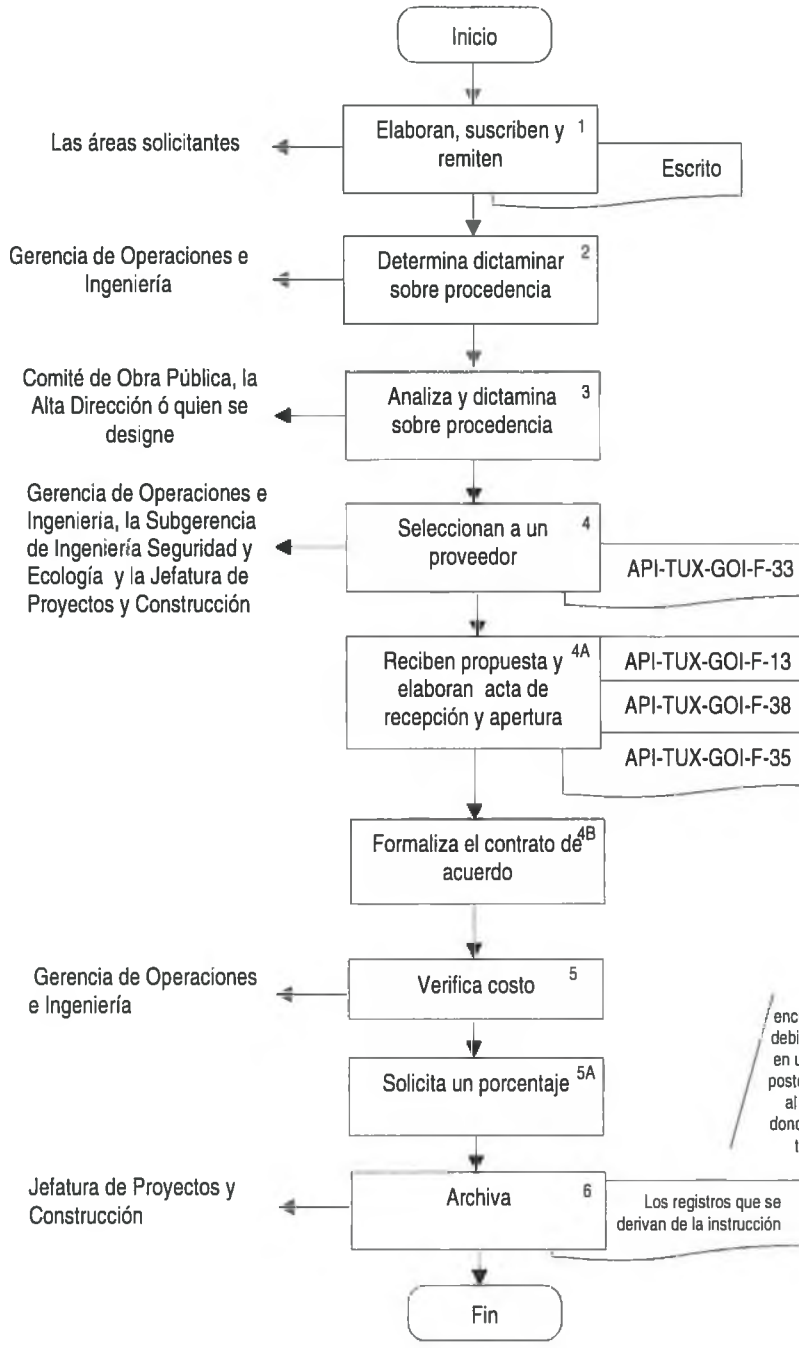 Inicio
Las áreas solicitantes
Elaboran, suscriben y 1
remiten
Escrito
Gerencia de Operaciones e
Ingeniería
Determina dictaminar 2
sobre procedencia
Comité de Obra Pública, la
Alta Dirección ó quien se
designe
Analiza y dictamina 3
sobre procedencia
Gerencia de Operaciones e
Ingeniería, la Subgerencia
de Ingeniería Seguridad y
Ecología y la Jefatura de
Proyectos y Construcción
Seleccionan a un 4
proveedor
API-TUX-GOI-F-33
Reciben propuesta y 4A
elaboran acta de
recepción y apertura
API-TUX-GOI-F-13
API-TUX-GOI-F-38
API-TUX-GOI-F-35
Formaliza el contrato de 4B
acuerdo
Gerencia de Operaciones
e Ingeniería
Verifica costo 5
Solicita un porcentaje 5A
en
al
Jefatura de Proyectos y
Construcción
Archiva 6
Los registros que se
derivan de la instrucción
Fin